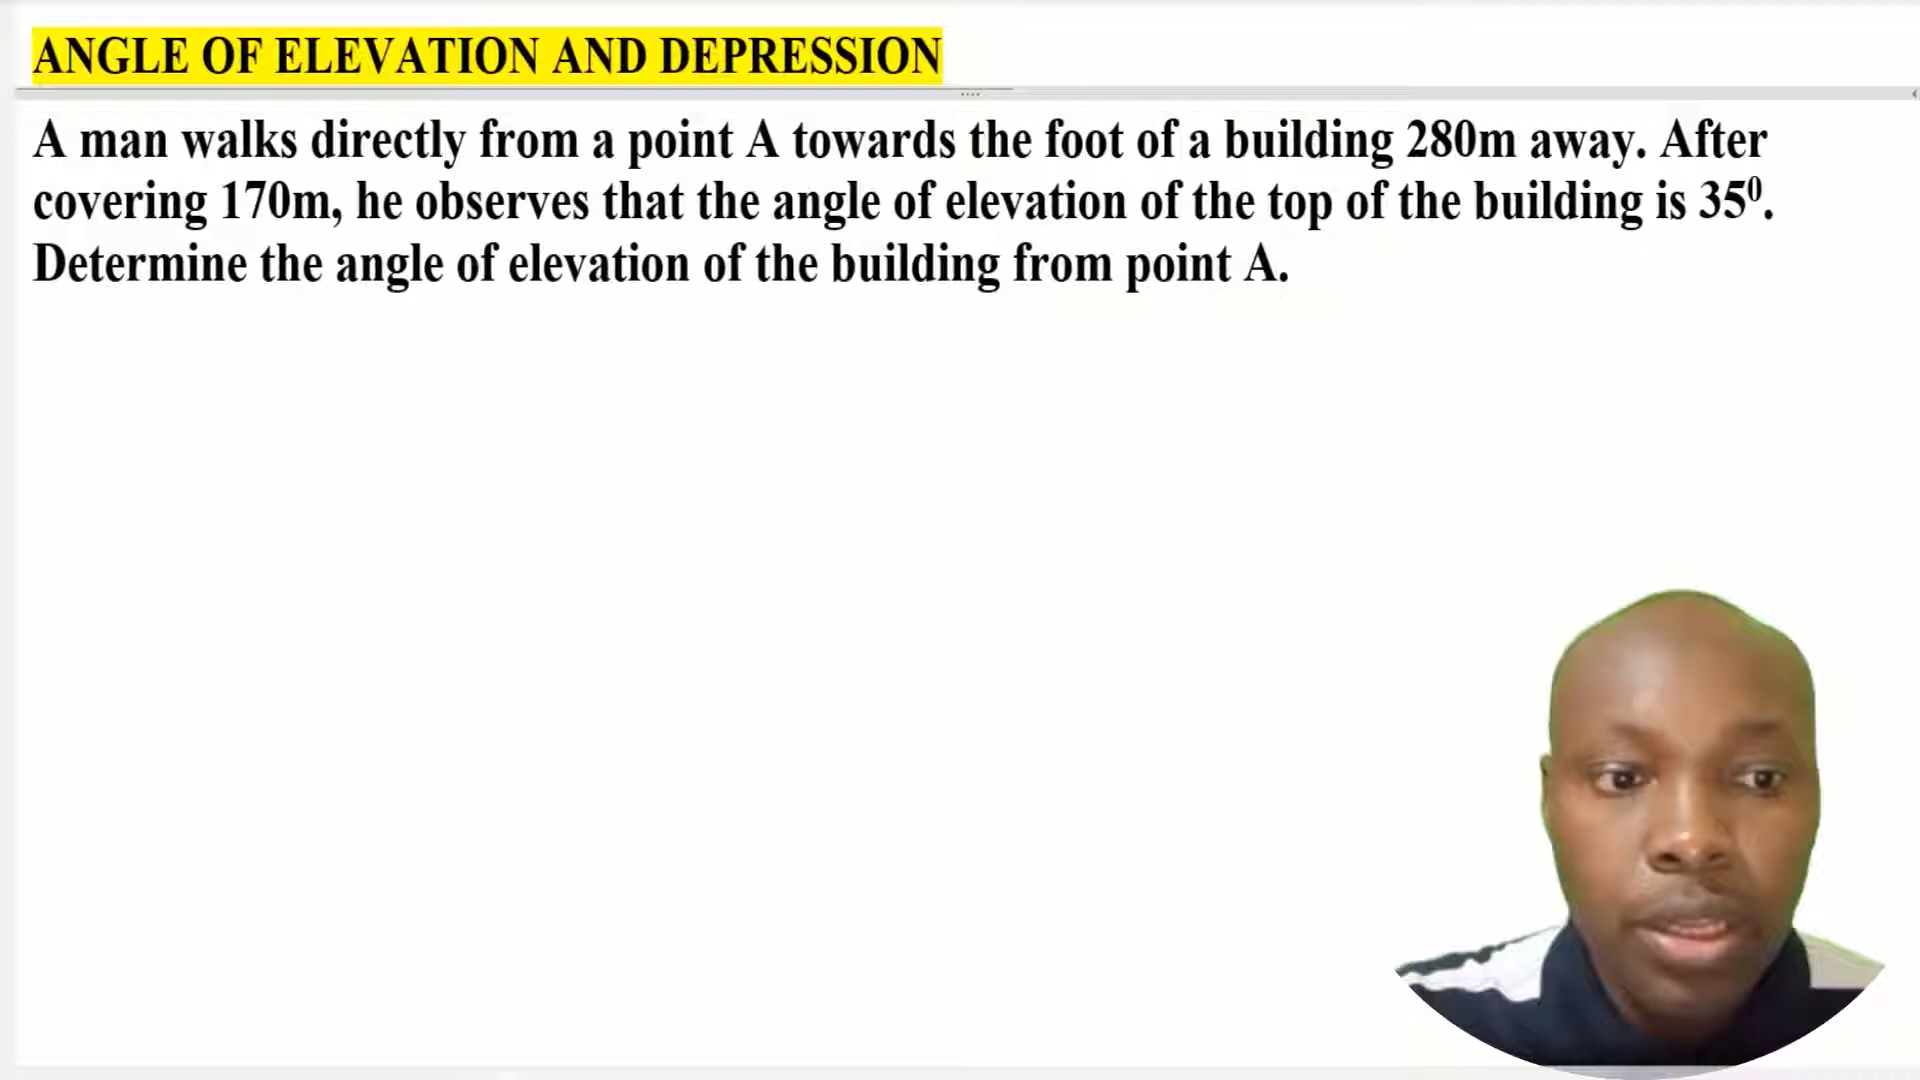 ANGLE OF ELEVATION AND DEPRESSION
A man walks directly from a point A towards the foot of a building 280m away. After
covering 170m, he observes that the angle of elevation of the top of the building is 35⁰.
Determine the angle of elevation of the building from point A.